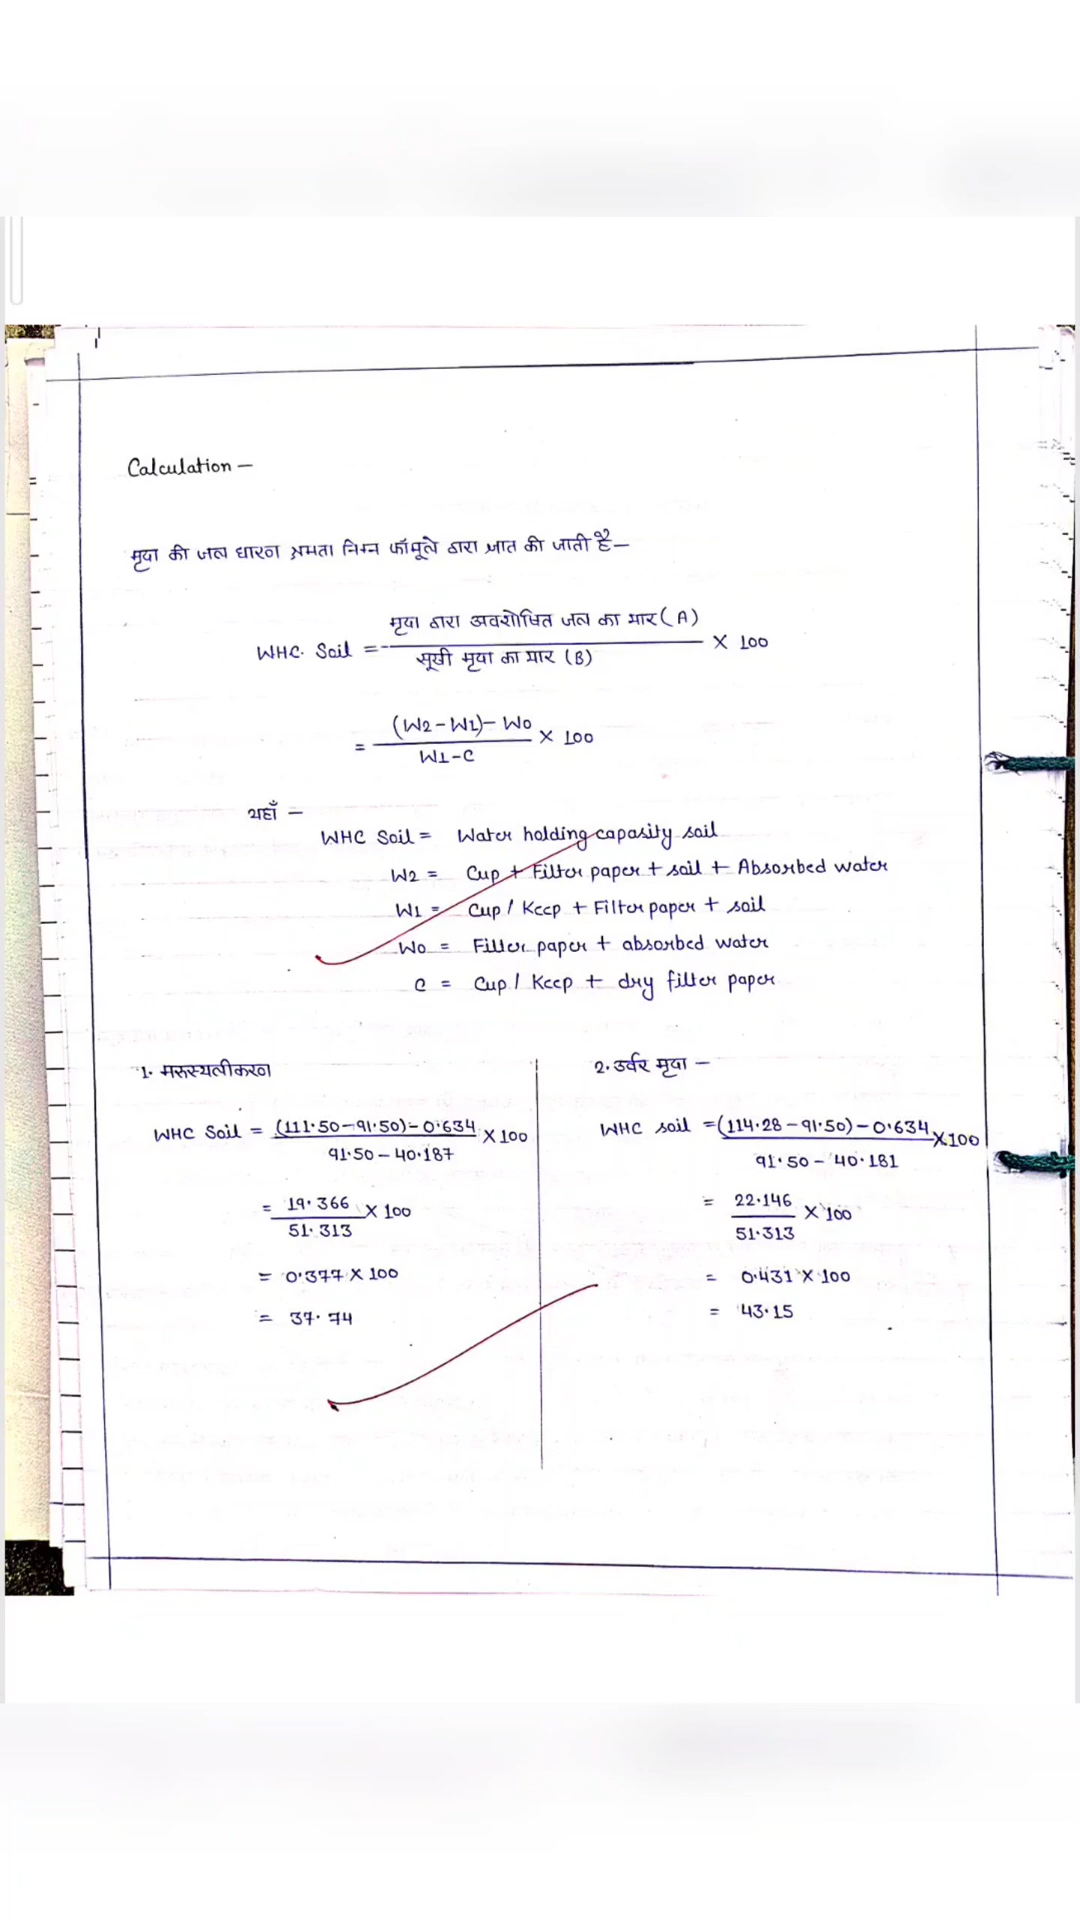 Calculation –
मृदा की जल धारण क्षमता निम्न फॉमूले द्वारा ज्ञात की जाती है –
WHC. Soil = मृदा द्वारा अवशोषित जल का भार (A) / सूखी मृदा का भार (B) × 100
= (W2 – W1) – W0 / W1 – C × 100
यहाँ –
WHC Soil = Water holding capasity soil
W2 = Cup + Filter paper + soil + Absorbed water
W1 = Cup / Keep + Filter paper + soil
W0 = Filter paper + absorbed water
C = Cup / Keep + dry filter paper
1. मरुस्थलीकरण
WHC Soil = (111.50 – 91.50) – 0.634 / 91.50 – 40.187 × 100
= 19.366 / 51.313 × 100
= 0.377 × 100
= 37.74
2. उर्वर मृदा –
WHC soil = (114.28 – 91.50) – 0.634 / 91.50 – 40.181 × 100
= 22.146 / 51.313 × 100
= 0.431 × 100
= 43.15